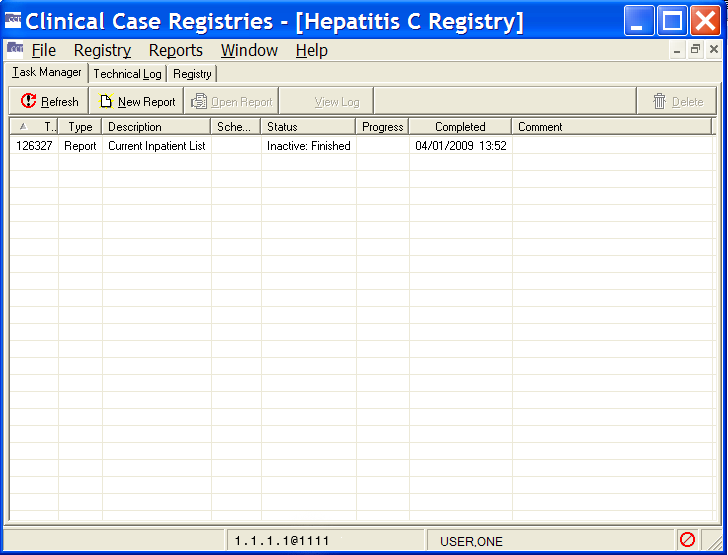 Clinical Case Registries - [Hepatitis C Registry]
File Registry Reports Window Help
Task Manager Technical Log Registry
Refresh New Report Open Report View Log Delete
T.. Type Description Sche... Status Progress Completed Comment
126327 Report Current Inpatient List Inactive: Finished 04/01/2009 13:52
1.1.1.1@1111 USER,ONE